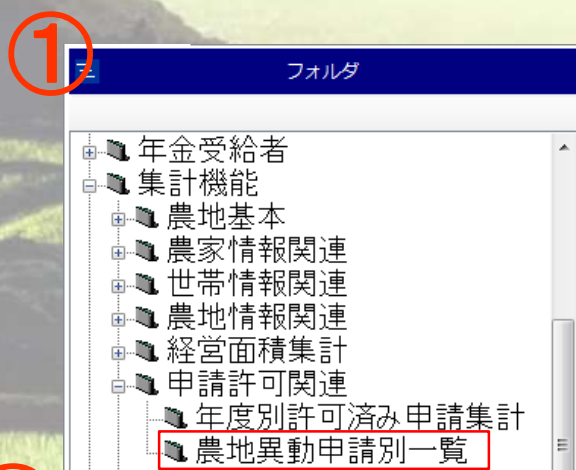 ①
フォルダ
年金受給者
集計機能
農地基本
農家情報関連
世帯情報関連
農地情報関連
経営面積集計
申請許可関連
年度別許可済み申請集計
農地異動申請別一覧